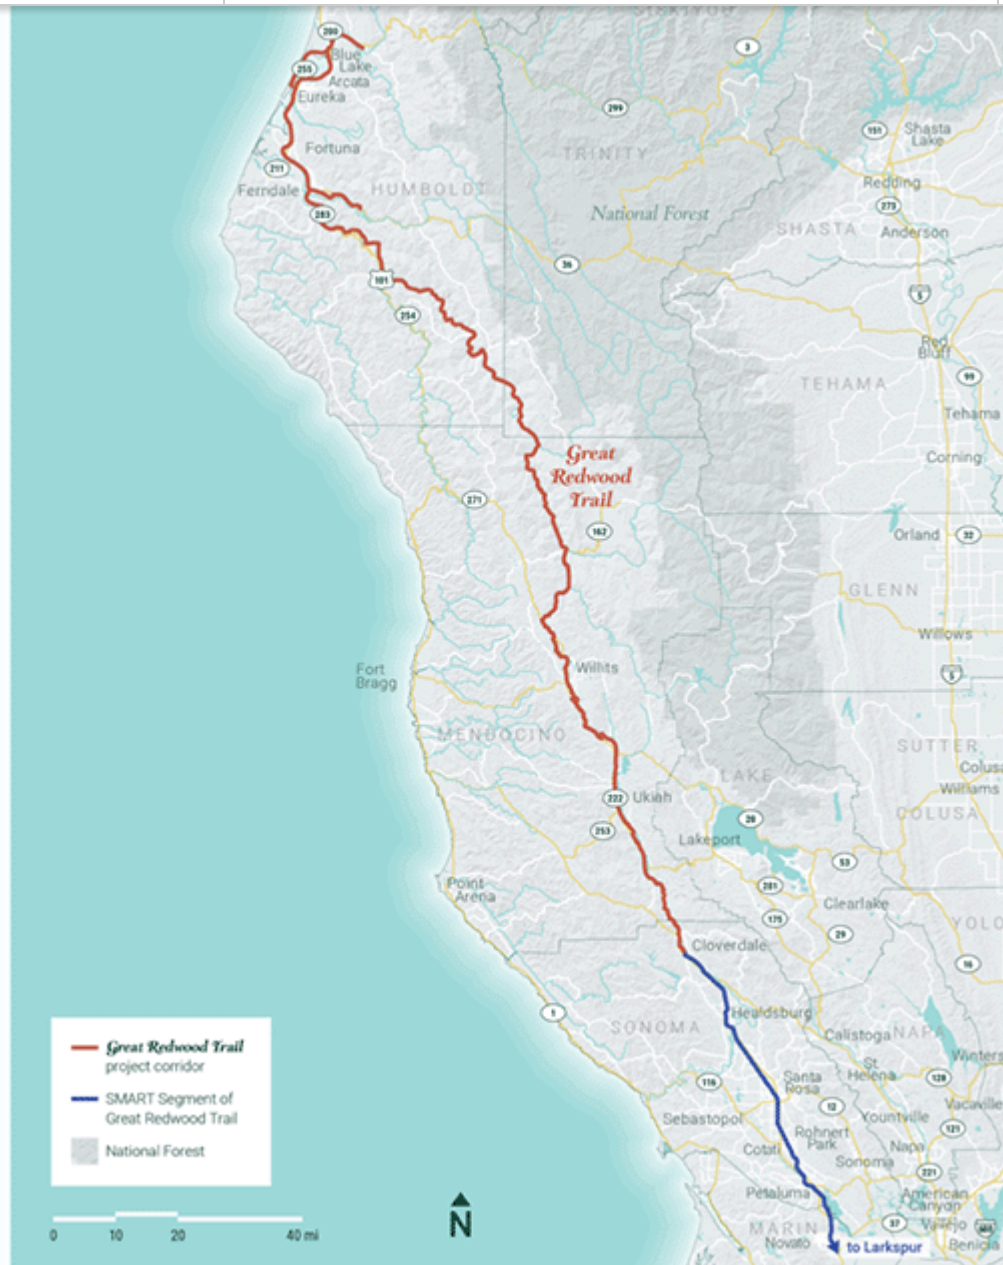 SISKIYOU
200
3
Blue
Lake
255
Arcata
Eureka
299
151
Shasta
Lake
Fortuna
TRINITY
211
Redding
Ferndale
HUMBOLDT
273
283
National Forest
SHASTA
Anderson
36
101
5
254
Red
Bluff
99
TEHAMA
Tehama
Great
Redwood
Trail
Corning
271
162
Orland
32
GLENN
Willows
Fort
Bragg
Willits
5
MENDOCINO
SUTTER
LAKE
Colusa
Williams
222
Ukiah
COLUSA
20
253
Lakeport
53
Point
Arena
281
Clearlake
175
29
YOLO
Cloverdale
16
1
Healdsburg
SONOMA
Calistoga
NAPA
Winters
St
Helena
116
Santa
Rosa
128
12
Vacaville
Sebastopol
Yountville
121
Rohnert
Park
Cotati
Napa
Sonoma
221
Petaluma
American
Canyon
MARIN
37
Vallejo
Novato
to Larkspur
Benicia
Great Redwood Trail
project corridor
SMART Segment of
Great Redwood Trail
National Forest
0 10 20 40 mi
N